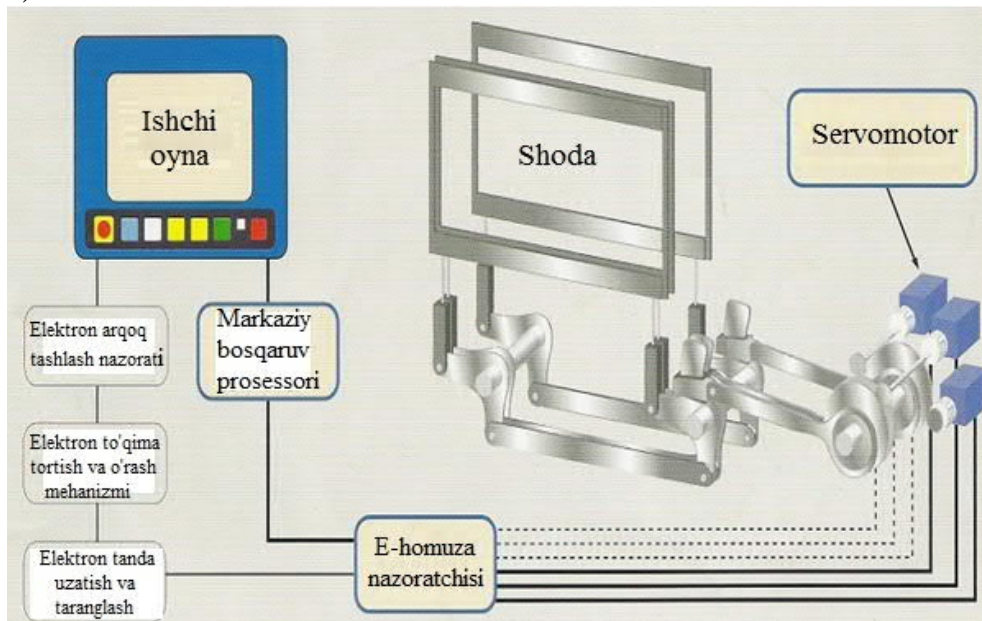 Ishchi
oyna
Shoda
Servomotor
Elektron arqoq
tashlash nazorati
Markaziy
bosqaruv
prosessori
Elektron to'qima
tortish va o'rash
mehanizmi
Elektron tanda
uzatish va
taranglash
E-homuza
nazoratchisi